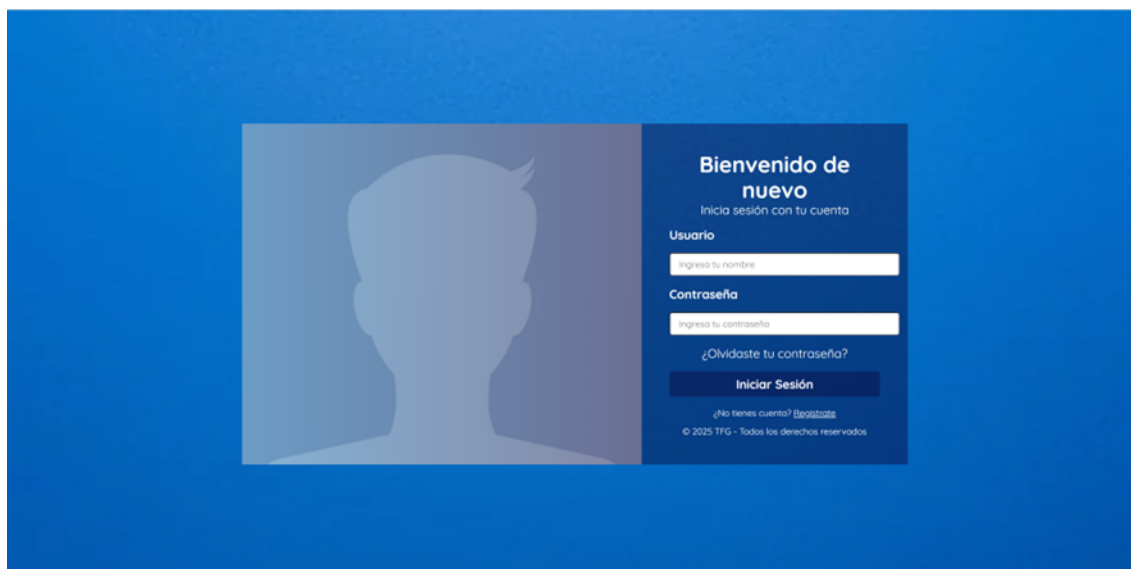 Bienvenido de
nuevo
Inicia sesión con tu cuenta
Usuario
Ingresa tu nombre
Contraseña
Ingresa tu contraseña
¿Olvidaste tu contraseña?
Iniciar Sesión
¿No tienes cuenta? Registrate
© 2025 TFG - Todos los derechos reservados